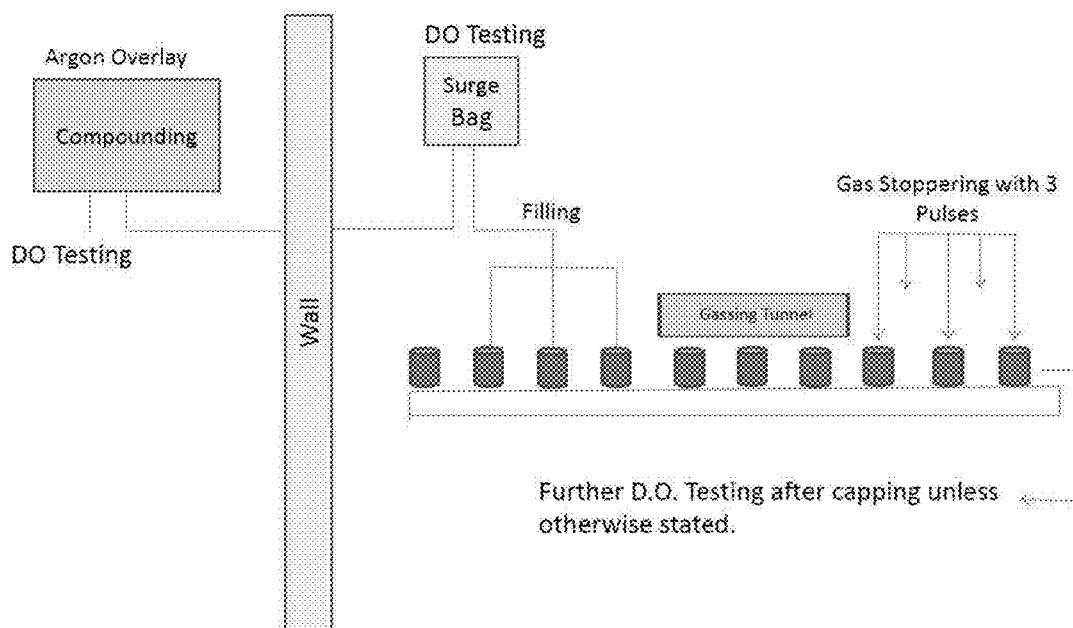 Argon Overlay
Compounding
DO Testing
Wall
DO Testing
Surge
Bag
Filling
Gassing Tunnel
Gas Stoppering with 3
Pulses
Further D.O. Testing after capping unless
otherwise stated.